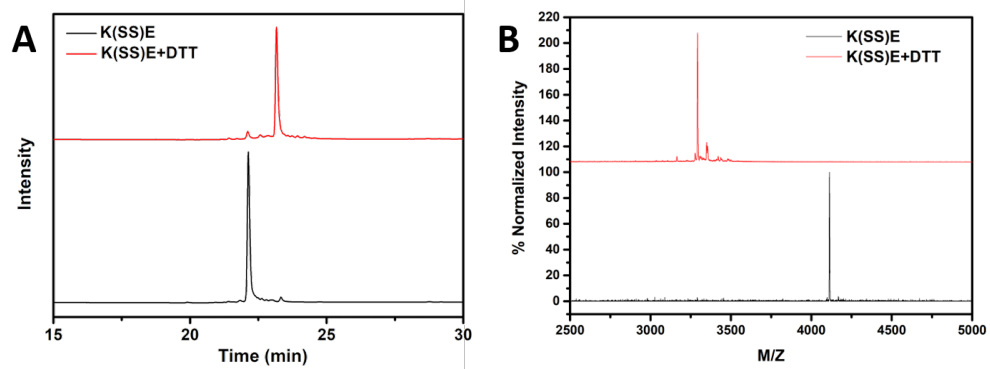 A
K(SS)E
K(SS)E+DTT
Intensity
15
20
25
30
Time (min)
B
K(SS)E
K(SS)E+DTT
% Normalized Intensity
220
200
180
160
140
120
100
80
60
40
20
0
2500
3000
3500
4000
4500
5000
M/Z